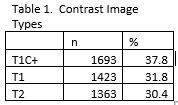 Table 1. Contrast Image
Types
n %
T1C+ 1693 37.8
T1 1423 31.8
T2 1363 30.4